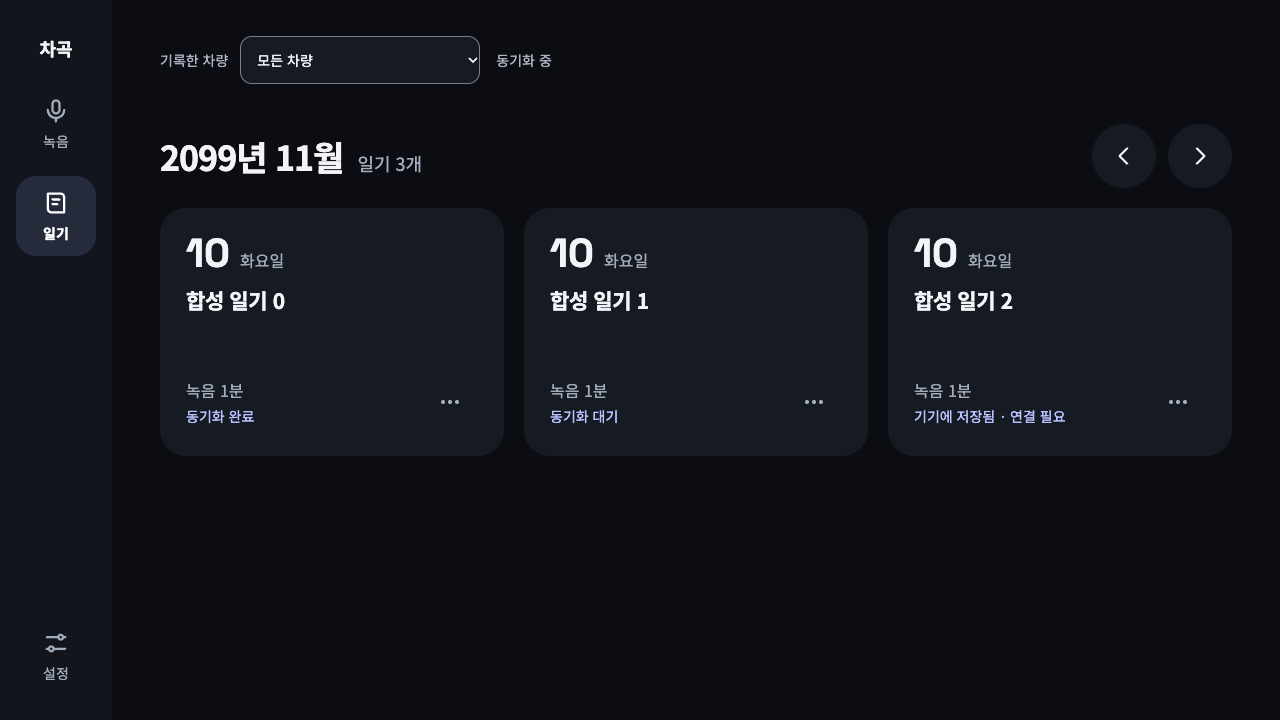 차곡
녹음
일기
설정
기록한 차량 모든 차량 동기화 중
2099년 11월 일기 3개
10 화요일
합성 일기 0
녹음 1분
동기화 완료
10 화요일
합성 일기 1
녹음 1분
동기화 대기
10 화요일
합성 일기 2
녹음 1분
기기에 저장됨 · 연결 필요